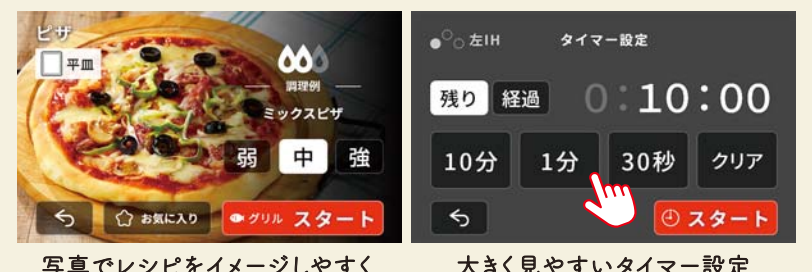 ピザ
平皿
調理例
ミックスピザ
弱 中 強
お気に入り
グリル スタート
写真でレシピをイメージしやすく
左IH タイマー設定
残り 経過 0:10:00
10分 1分 30秒 クリア
スタート
大きく見やすいタイマー設定